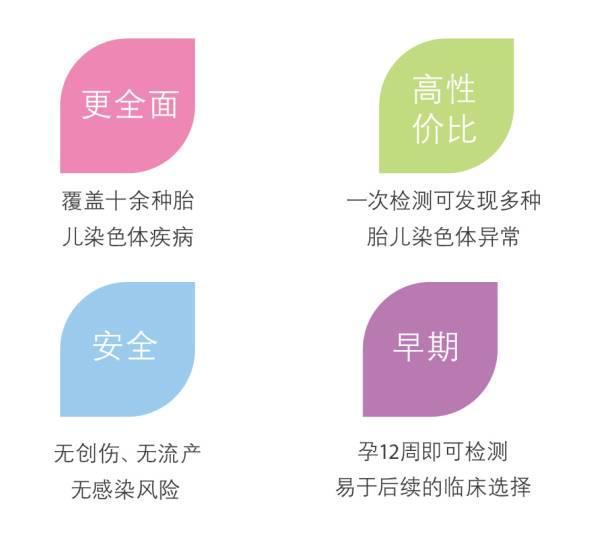 更全面
覆盖十余种胎
儿染色体疾病
高性
价比
一次检测可发现多种
胎儿染色体异常
安全
无创伤、无流产
无感染风险
早期
孕12周即可检测
易于后续的临床选择